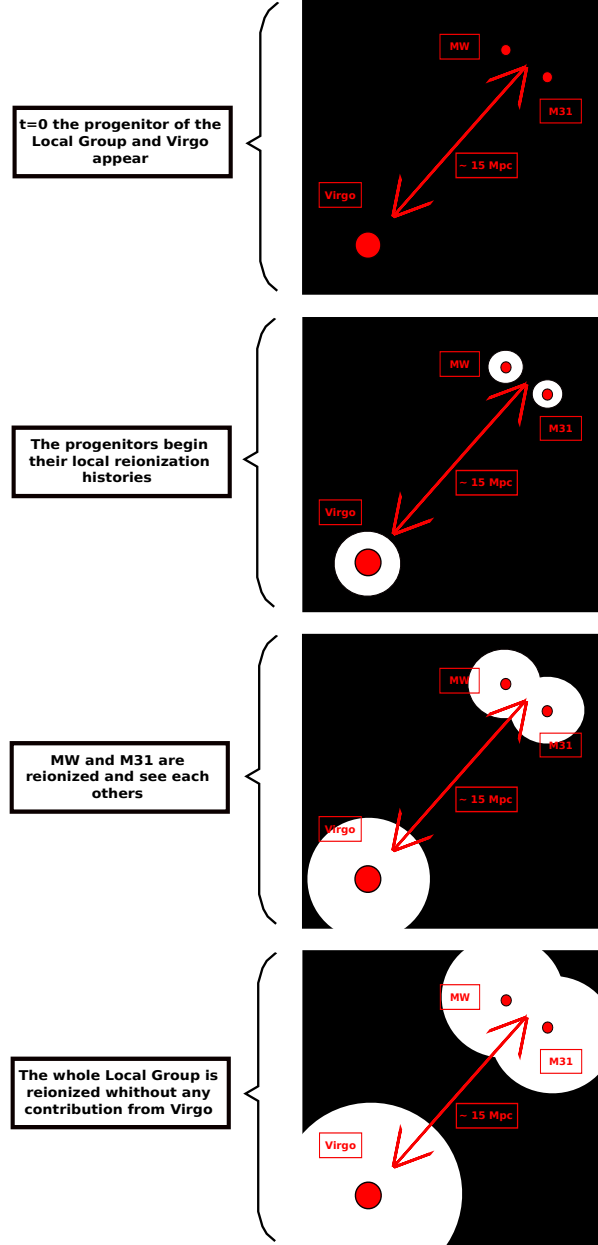 t=0 the progenitor of the
Local Group and Virgo
appear
MW
M31
~ 15 Mpc
Virgo
The progenitors begin
their local reionization
histories
MW
M31
~ 15 Mpc
Virgo
MW and M31 are
reionized and see each
others
MW
M31
~ 15 Mpc
Virgo
The whole Local Group is
reionized whithout any
contribution from Virgo
MW
M31
~ 15 Mpc
Virgo